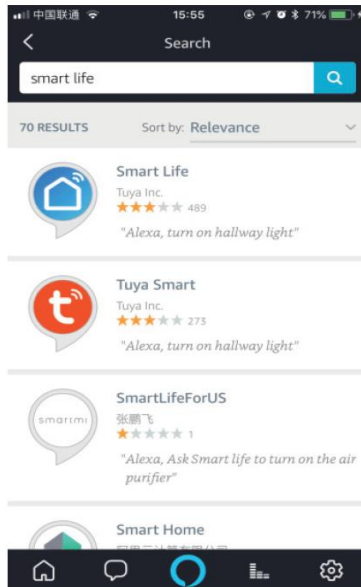 中国联通 15:55 71%
Search
smart life
70 RESULTS Sort by: Relevance
Smart Life
Tuya Inc.
489
"Alexa, turn on hallway light"
Tuya Smart
Tuya Inc.
273
"Alexa, turn on hallway light"
SmartLifeForUS
smarimi
张鹏飞
1
"Alexa, Ask Smart life to turn on the air
purifier"
Smart Home